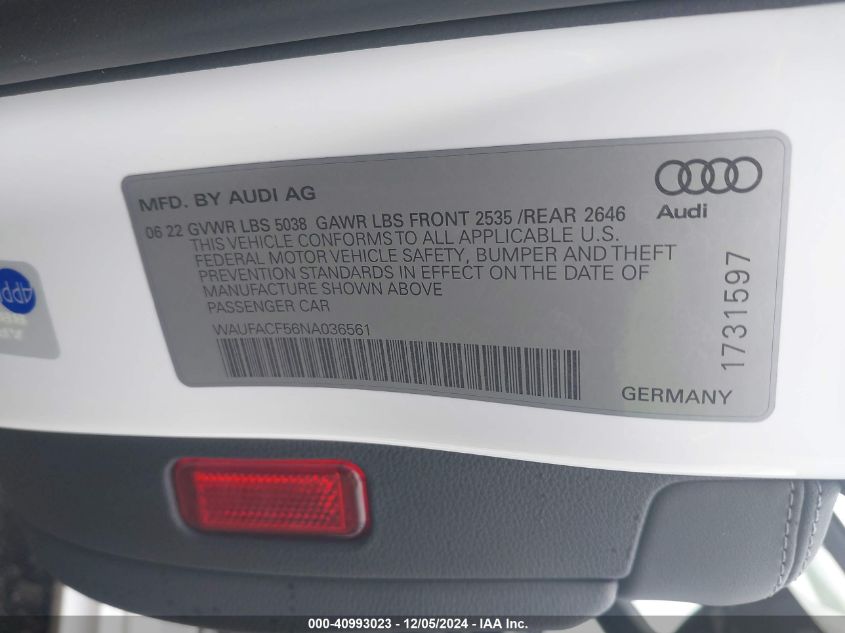 MFD. BY AUDI AG
06 22 GVWR LBS 5038 GAWR LBS FRONT 2535 /REAR 2646
THIS VEHICLE CONFORMS TO ALL APPLICABLE U.S.
FEDERAL MOTOR VEHICLE SAFETY, BUMPER AND THEFT
PREVENTION STANDARDS IN EFFECT ON THE DATE OF
MANUFACTURE SHOWN ABOVE
PASSENGER CAR
WAUFACF56NA036561
Audi
1731597
GERMANY
000-40993023 - 12/05/2024 - IAA Inc.